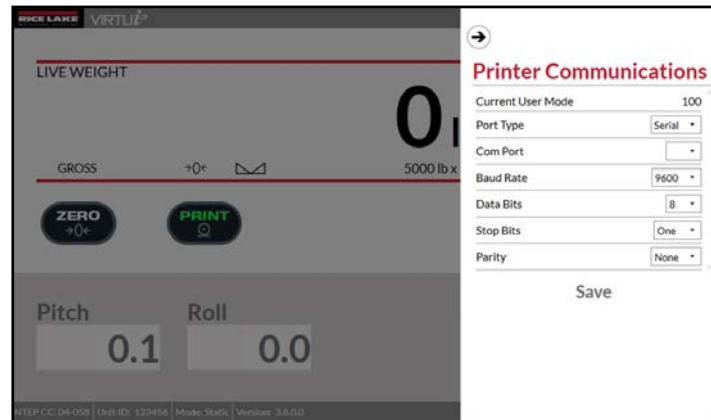 RICE LAKE VIRTUi²
LIVE WEIGHT
0 l
GROSS →0← 5000 lb x
ZERO
→0←
PRINT
Pitch Roll
0.1 0.0
NTEP CC: 04-058 Unit ID: 123456 Mode: Static Version: 3.8.0.0
Printer Communications
Current User Mode 100
Port Type Serial
Com Port
Baud Rate 9600
Data Bits 8
Stop Bits One
Parity None
Save